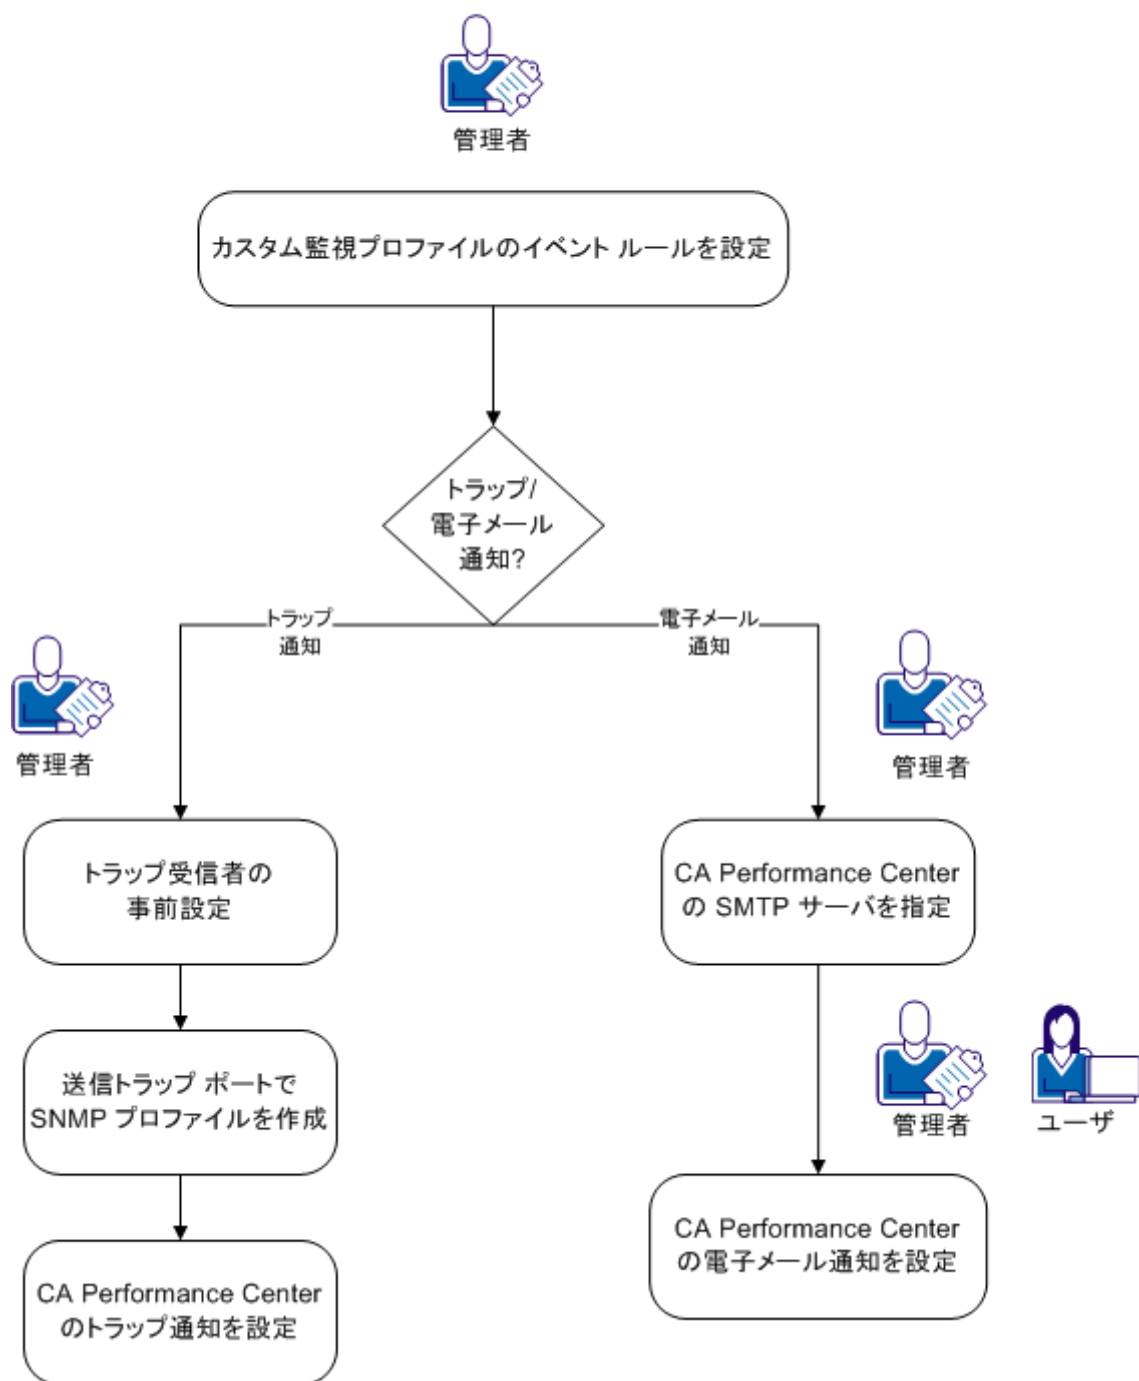 管理者
カスタム監視プロファイルのイベント ルールを設定
トラップ/
電子メール
通知?
トラップ
通知
電子メール
通知
管理者
管理者
トラップ受信者の
事前設定
CA Performance Center
の SMTP サーバを指定
送信トラップ ポートで
SNMP プロファイルを作成
管理者
ユーザ
CA Performance Center
のトラップ通知を設定
CA Performance Center
の電子メール通知を設定